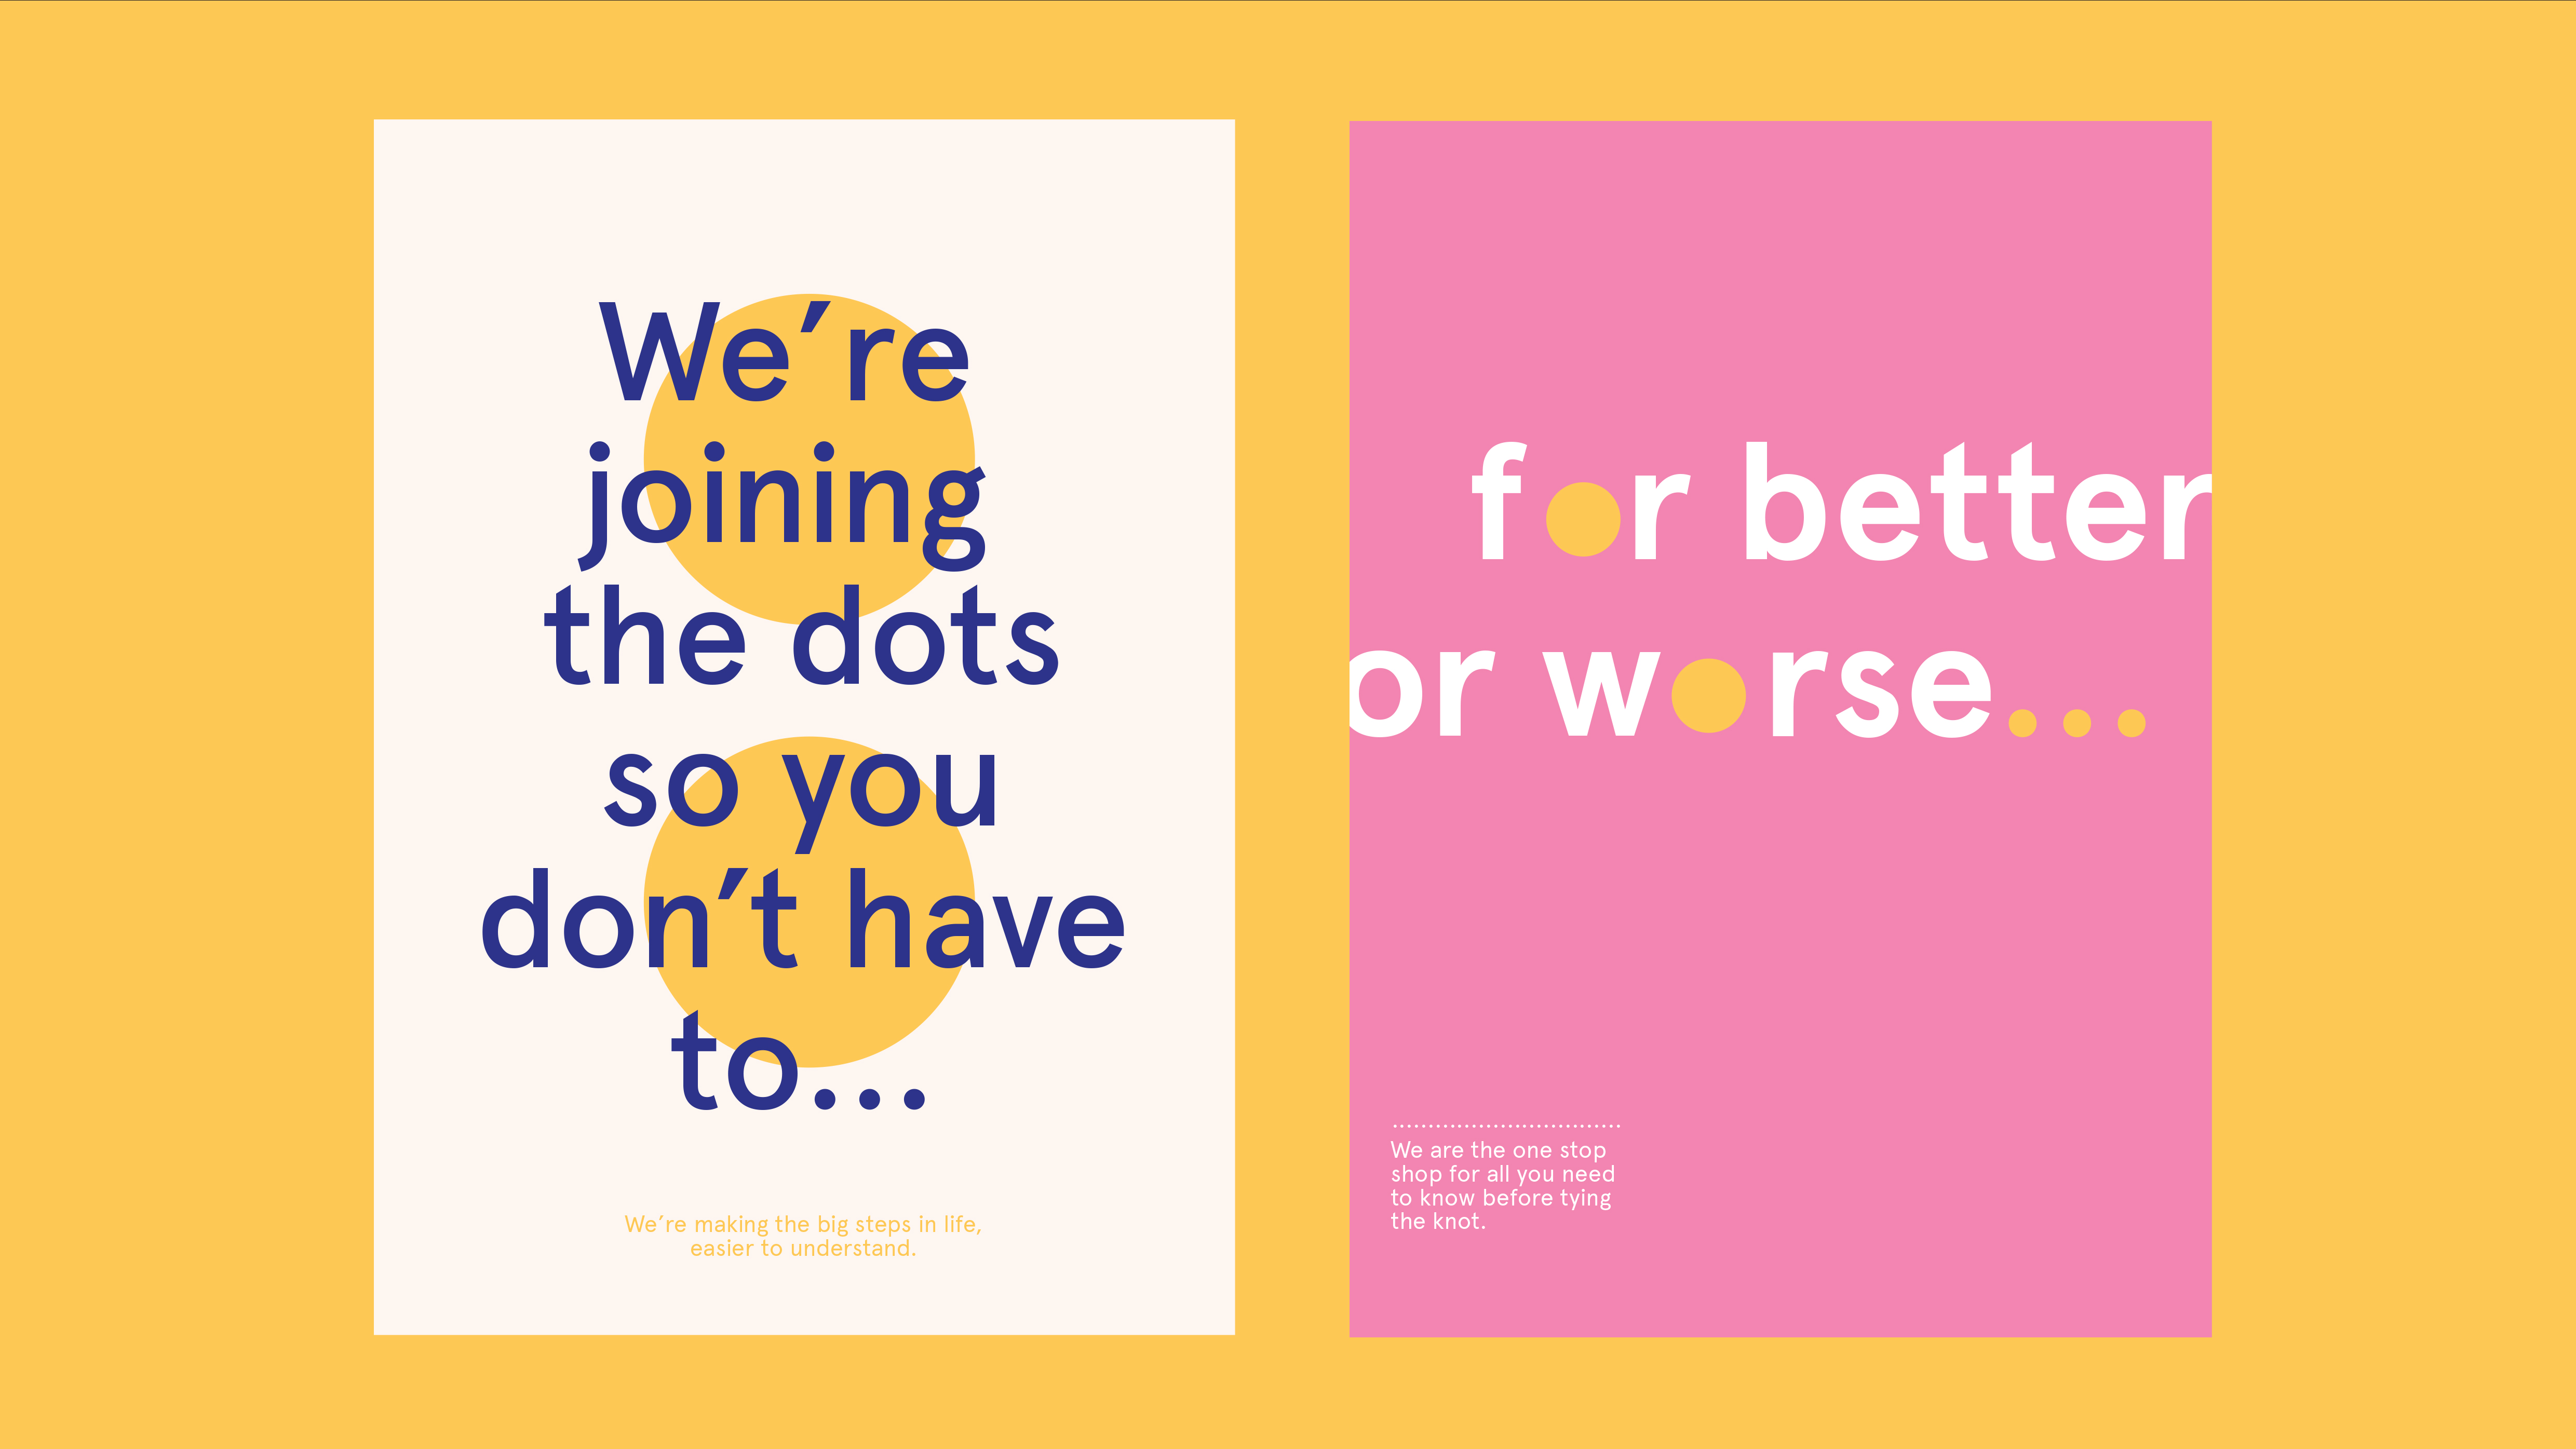 We’re
joining
the dots
so you
don’t have
to...
We’re making the big steps in life,
easier to understand.
for better
or worse...
We are the one stop
shop for all you need
to know before tying
the knot.